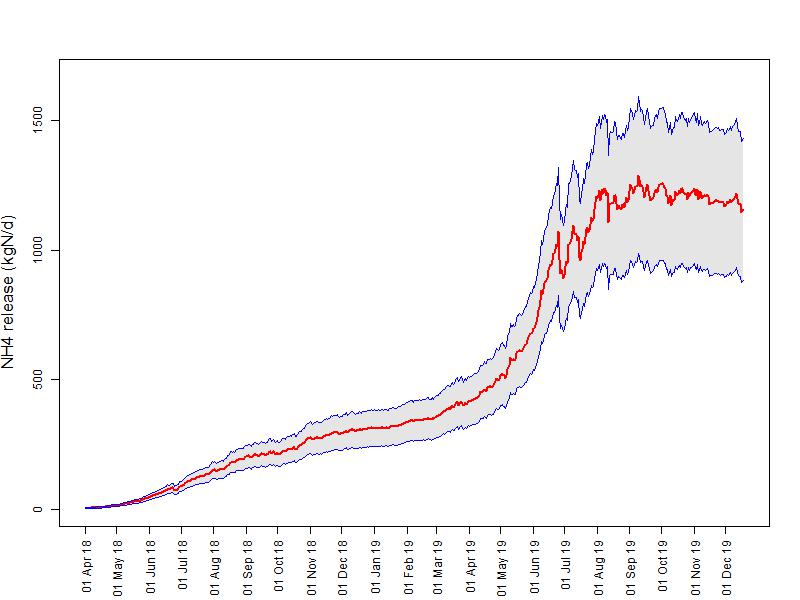 NH4 release (kgN/d)
1500
1000
500
0
01 Apr 18
01 May 18
01 Jun 18
01 Jul 18
01 Aug 18
01 Sep 18
01 Oct 18
01 Nov 18
01 Dec 18
01 Jan 19
01 Feb 19
01 Mar 19
01 Apr 19
01 May 19
01 Jun 19
01 Jul 19
01 Aug 19
01 Sep 19
01 Oct 19
01 Nov 19
01 Dec 19